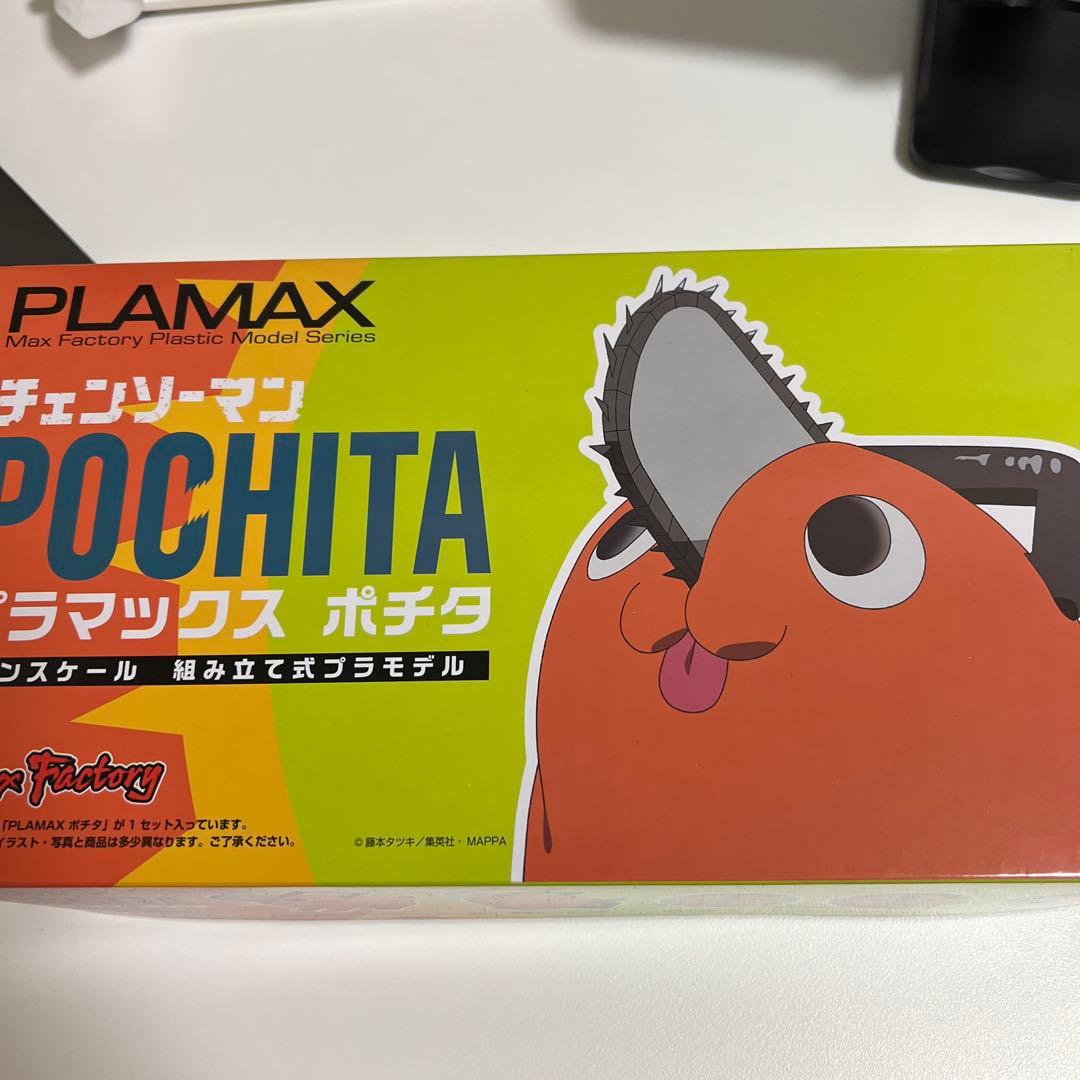 PLAMAX
Max Factory Plastic Model Series
チェンソーマン
POCHITA
プラマックス ポチタ
ンスケール 組み立て式プラモデル
x Factory
「PLAMAX ポチタ」が1セット入っています。
イラスト・写真と商品は多少異なります。ご了承ください。
©藤本タツキ／集英社・MAPPA